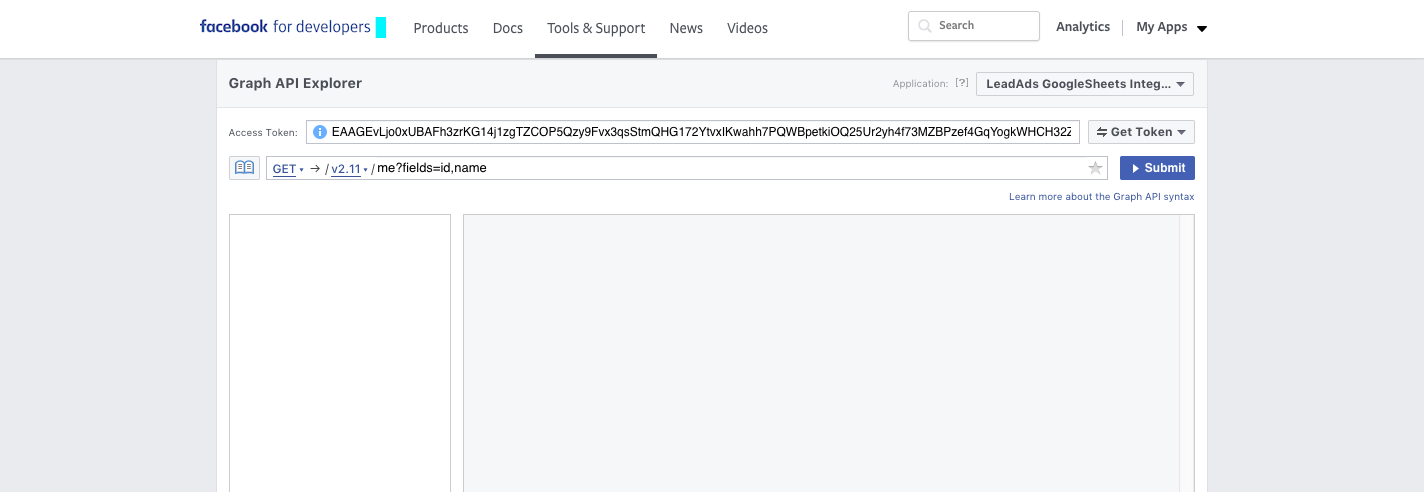 facebook for developers Products Docs Tools & Support News Videos Search Analytics My Apps
Graph API Explorer Application: [?] LeadAds GoogleSheets Integ...
Access Token: EAAGEvLjo0xUBAFh3zrKG14j1zgTZCOP5Qzy9Fvx3qsStmQHG172YtvxIKwahh7PQWBpetkiOQ25Ur2yh4f73MZBPzef4GqYogkWHCH32Z Get Token
GET → / v2.11 / me?fields=id,name Submit
Learn more about the Graph API syntax